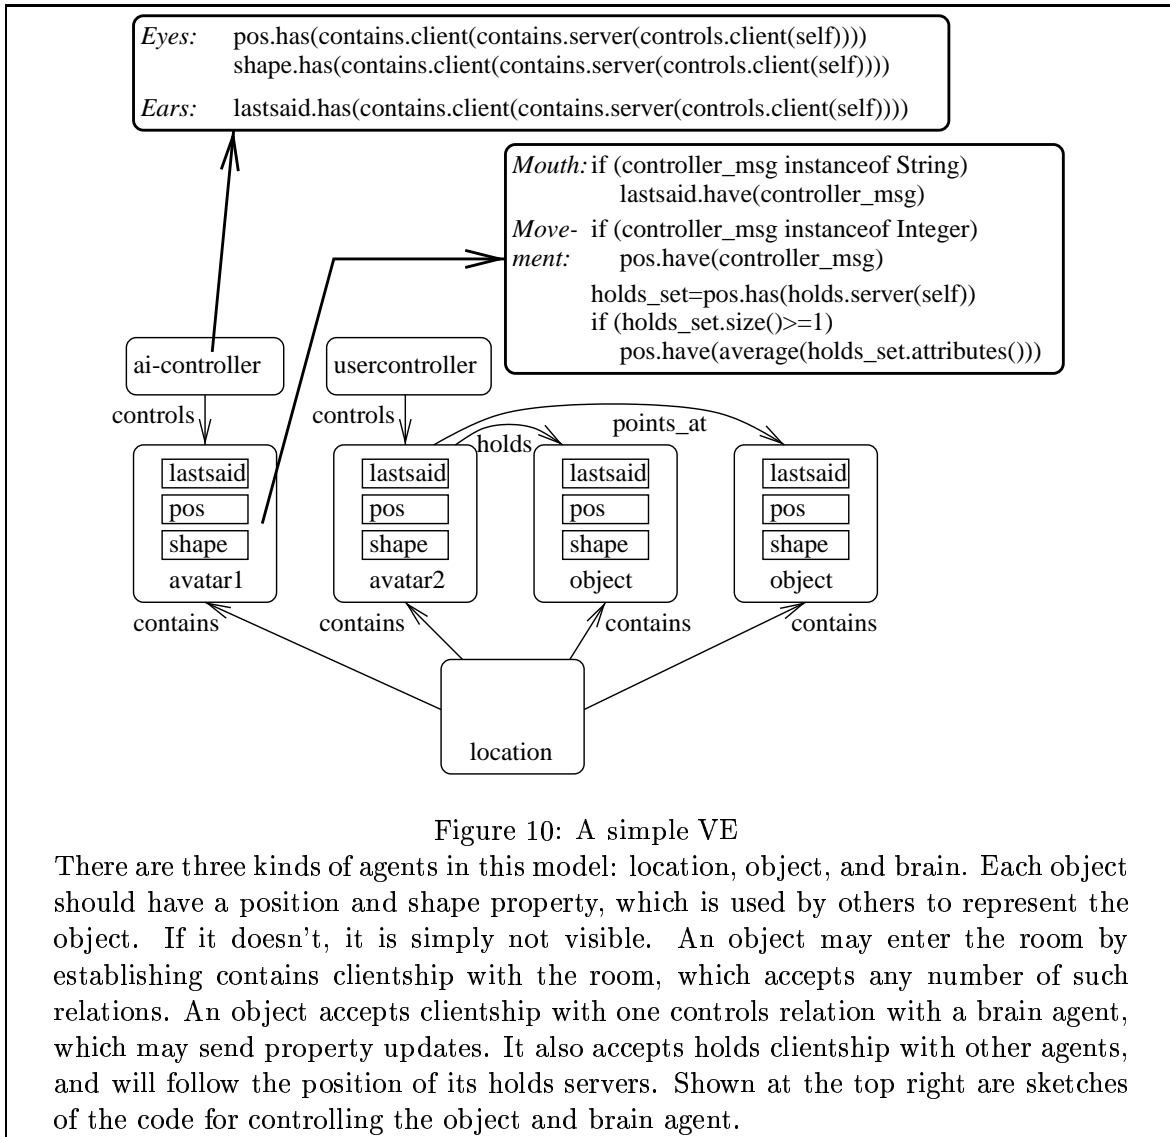 Eyes: pos.has(contains.client(contains.server(controls.client(self))))
shape.has(contains.client(contains.server(controls.client(self))))
Ears: lastsaid.has(contains.client(contains.server(controls.client(self))))
Mouth: if (controller_msg instanceof String)
lastsaid.have(controller_msg)
Move- if (controller_msg instanceof Integer)
ment: pos.have(controller_msg)
holds_set=pos.has(holds.server(self))
if (holds_set.size()>=1)
pos.have(average(holds_set.attributes()))
ai-controller
usercontroller
controls
controls
holds
points_at
lastsaid
pos
shape
avatar1
lastsaid
pos
shape
avatar2
lastsaid
pos
shape
object
lastsaid
pos
shape
object
contains
contains
contains
contains
location
Figure 10: A simple VE
There are three kinds of agents in this model: location, object, and brain. Each object
should have a position and shape property, which is used by others to represent the
object. If it doesn't, it is simply not visible. An object may enter the room by
establishing contains clientship with the room, which accepts any number of such
relations. An object accepts clientship with one controls relation with a brain agent,
which may send property updates. It also accepts holds clientship with other agents,
and will follow the position of its holds servers. Shown at the top right are sketches
of the code for controlling the object and brain agent.